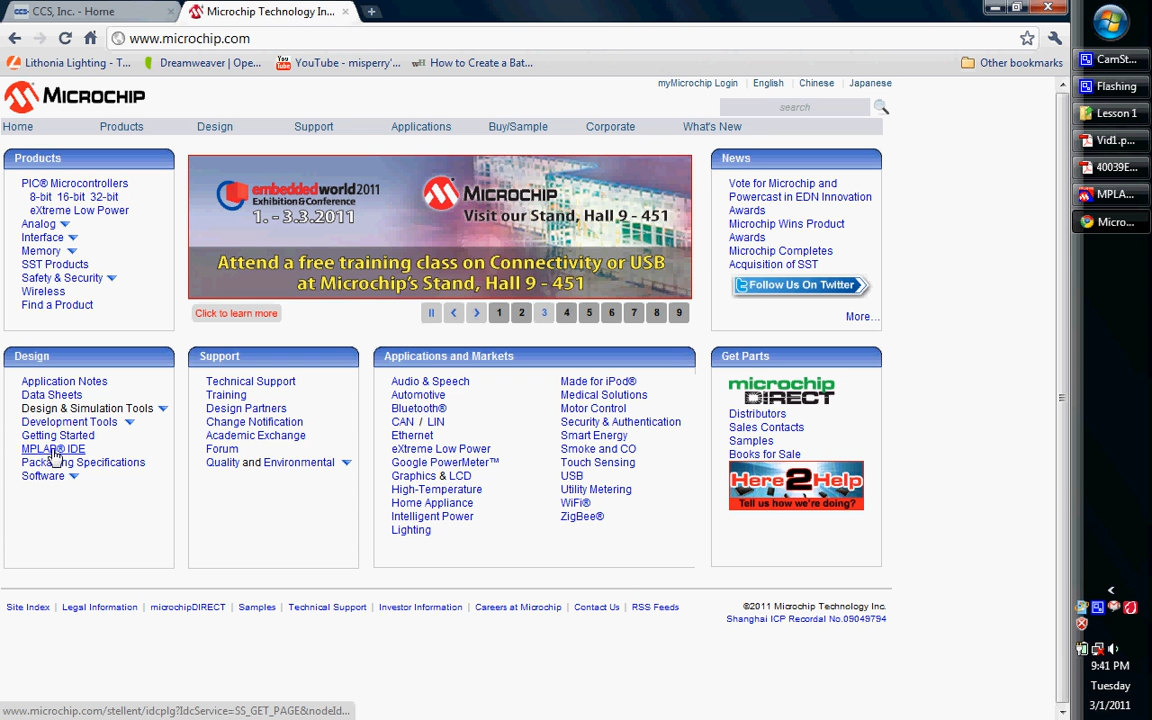 CCS, Inc. - Home
Microchip Technology In...
www.microchip.com
Lithonia Lighting - T...
Dreamweaver | Ope...
YouTube - misperry'...
wH How to Create a Bat...
Other bookmarks
MICROCHIP
myMicrochip Login | English | Chinese | Japanese
search
Home
Products
Design
Support
Applications
Buy/Sample
Corporate
What's New
Products
PIC® Microcontrollers
8-bit 16-bit 32-bit
eXtreme Low Power
Analog
Interface
Memory
SST Products
Safety & Security
Wireless
Find a Product
embeddedworld2011
Exhibition&Conference
1. - 3.3.2011
MICROCHIP
Visit our Stand, Hall 9 - 451
Attend a free training class on Connectivity or USB
at Microchip's Stand, Hall 9 - 451
Click to learn more
1 2 3 4 5 6 7 8 9
News
Vote for Microchip and
Powercast in EDN Innovation
Awards
Microchip Wins Product
Awards
Microchip Completes
Acquisition of SST
Follow Us On Twitter
More...
Design
Application Notes
Data Sheets
Design & Simulation Tools
Development Tools
Getting Started
MPLAB® IDE
Packaging Specifications
Software
Support
Technical Support
Training
Design Partners
Change Notification
Academic Exchange
Forum
Quality and Environmental
Applications and Markets
Audio & Speech
Automotive
Bluetooth®
CAN / LIN
Ethernet
eXtreme Low Power
Google PowerMeter™
Graphics & LCD
High-Temperature
Home Appliance
Intelligent Power
Lighting
Made for iPod®
Medical Solutions
Motor Control
Security & Authentication
Smart Energy
Smoke and CO
Touch Sensing
USB
Utility Metering
WiFi®
ZigBee®
Get Parts
microchip
DIRECT
Distributors
Sales Contacts
Samples
Books for Sale
Here2Help
Tell us how we're doing?
Site Index | Legal Information | microchipDIRECT | Samples | Technical Support | Investor Information | Careers at Microchip | Contact Us | RSS Feeds
©2011 Microchip Technology Inc.
Shanghai ICP Recordal No.09049794
www.microchip.com/stellent/idcplg?IdcService=SS_GET_PAGE&nodeId...
CamSt...
Flashing
Lesson 1
Vid1.p...
40039E...
MPLA...
Micro...
9:41 PM
Tuesday
3/1/2011